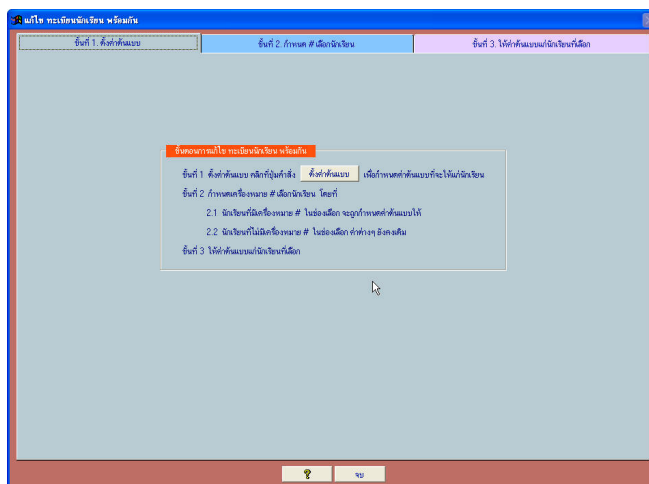 แก้ไข ทะเบียนนักเรียน พร้อมกัน
ขั้นที่ 1. ตั้งค่าต้นแบบ
ขั้นที่ 2. กำหนด # เลือกนักเรียน
ขั้นที่ 3. ให้ค่าต้นแบบแก่นักเรียนที่เลือก
ขั้นตอนการแก้ไข ทะเบียนนักเรียน พร้อมกัน
ขั้นที่ 1 ตั้งค่าต้นแบบ คลิกที่ปุ่มคำสั่ง ตั้งค่าต้นแบบ เพื่อกำหนดค่าต้นแบบที่จะให้แก่นักเรียน
ขั้นที่ 2 กำหนดเครื่องหมาย # เลือกนักเรียน โดยที่
2.1 นักเรียนที่มีเครื่องหมาย # ในช่องเลือก จะถูกกำหนดค่าต้นแบบให้
2.2 นักเรียนที่ไม่มีเครื่องหมาย # ในช่องเลือก ค่าต่างๆ ยังคงเดิม
ขั้นที่ 3 ให้ค่าต้นแบบแก่นักเรียนที่เลือก
? จบ